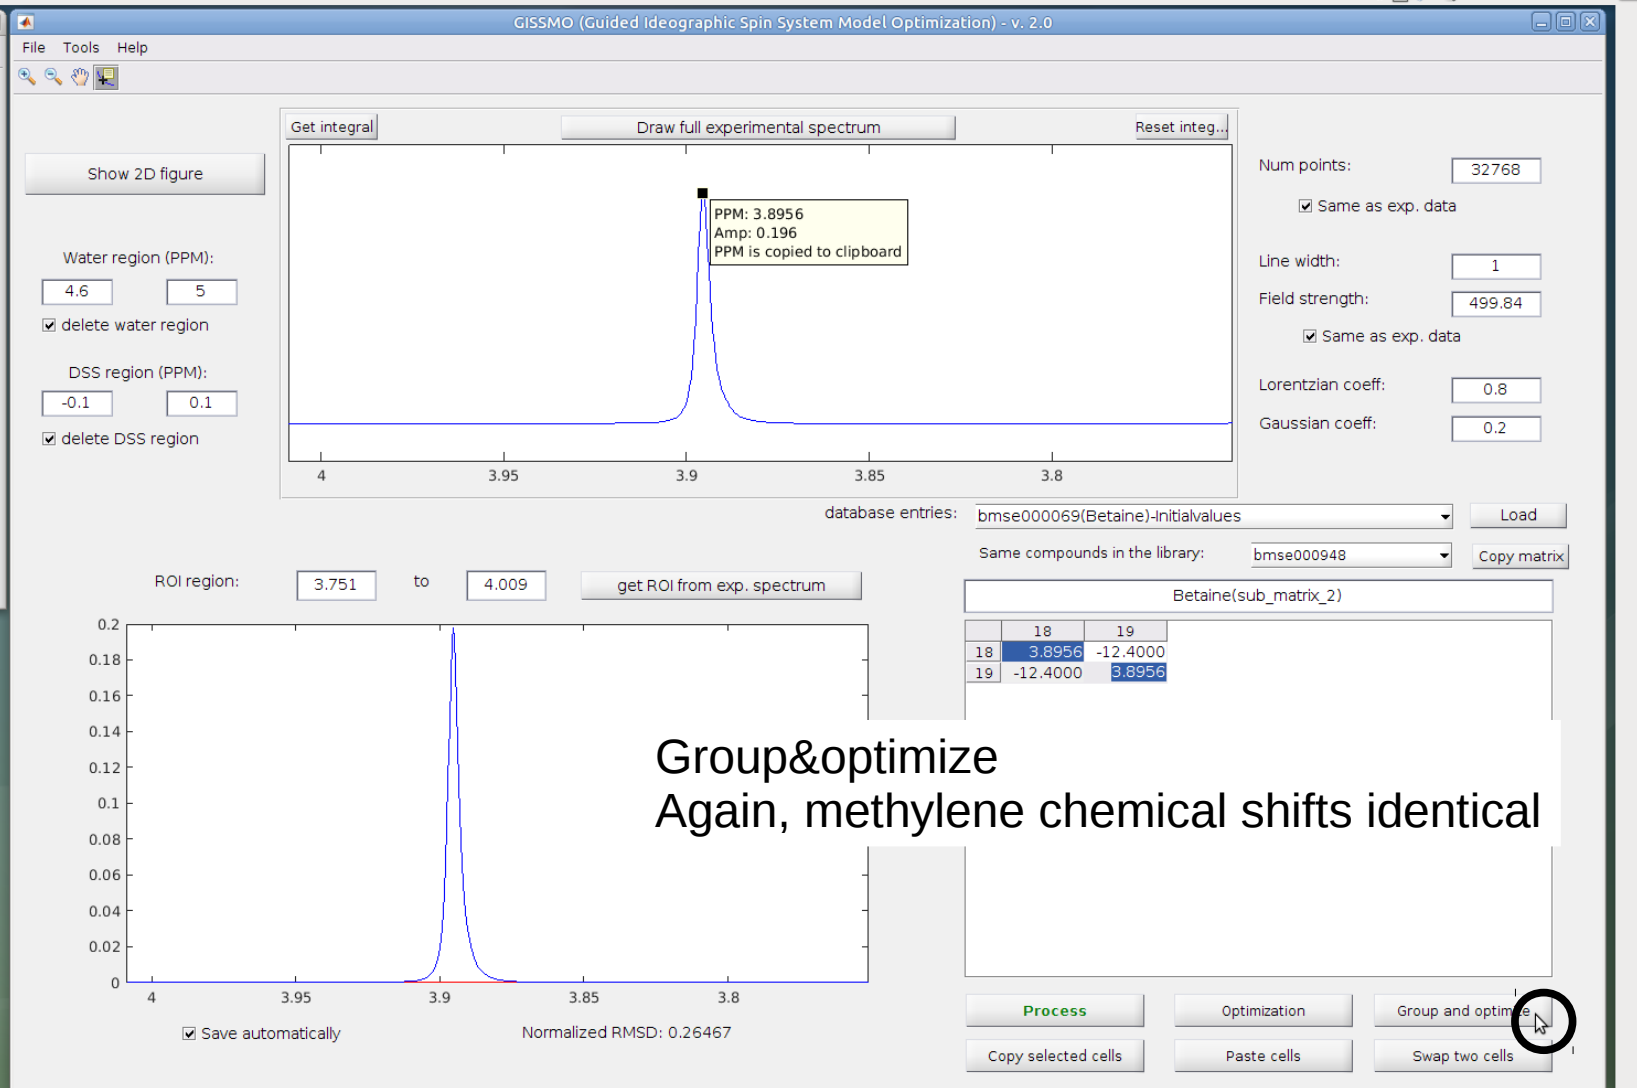 GISSMO (Guided Ideographic Spin System Model Optimization) - v. 2.0
File Tools Help
Get integral Draw full experimental spectrum Reset integ...
Show 2D figure
Num points: 32768
Same as exp. data
PPM: 3.8956
Amp: 0.196
PPM is copied to clipboard
Water region (PPM):
4.6 5
delete water region
DSS region (PPM):
-0.1 0.1
delete DSS region
Line width: 1
Field strength: 499.84
Same as exp. data
Lorentzian coeff: 0.8
Gaussian coeff: 0.2
4 3.95 3.9 3.85 3.8
database entries: bmse000069(Betaine)-Initialvalues Load
Same compounds in the library: bmse000948 Copy matrix
ROI region: 3.751 to 4.009 get ROI from exp. spectrum
Betaine(sub_matrix_2)
18 19
18 3.8956 -12.4000
19 -12.4000 3.8956
0.2
0.18
0.16
0.14
0.12
0.1
0.08
0.06
0.04
0.02
0
4 3.95 3.9 3.85 3.8
Group&optimize
Again, methylene chemical shifts identical
Save automatically Normalized RMSD: 0.26467
Process Optimization Group and optimize
Copy selected cells Paste cells Swap two cells